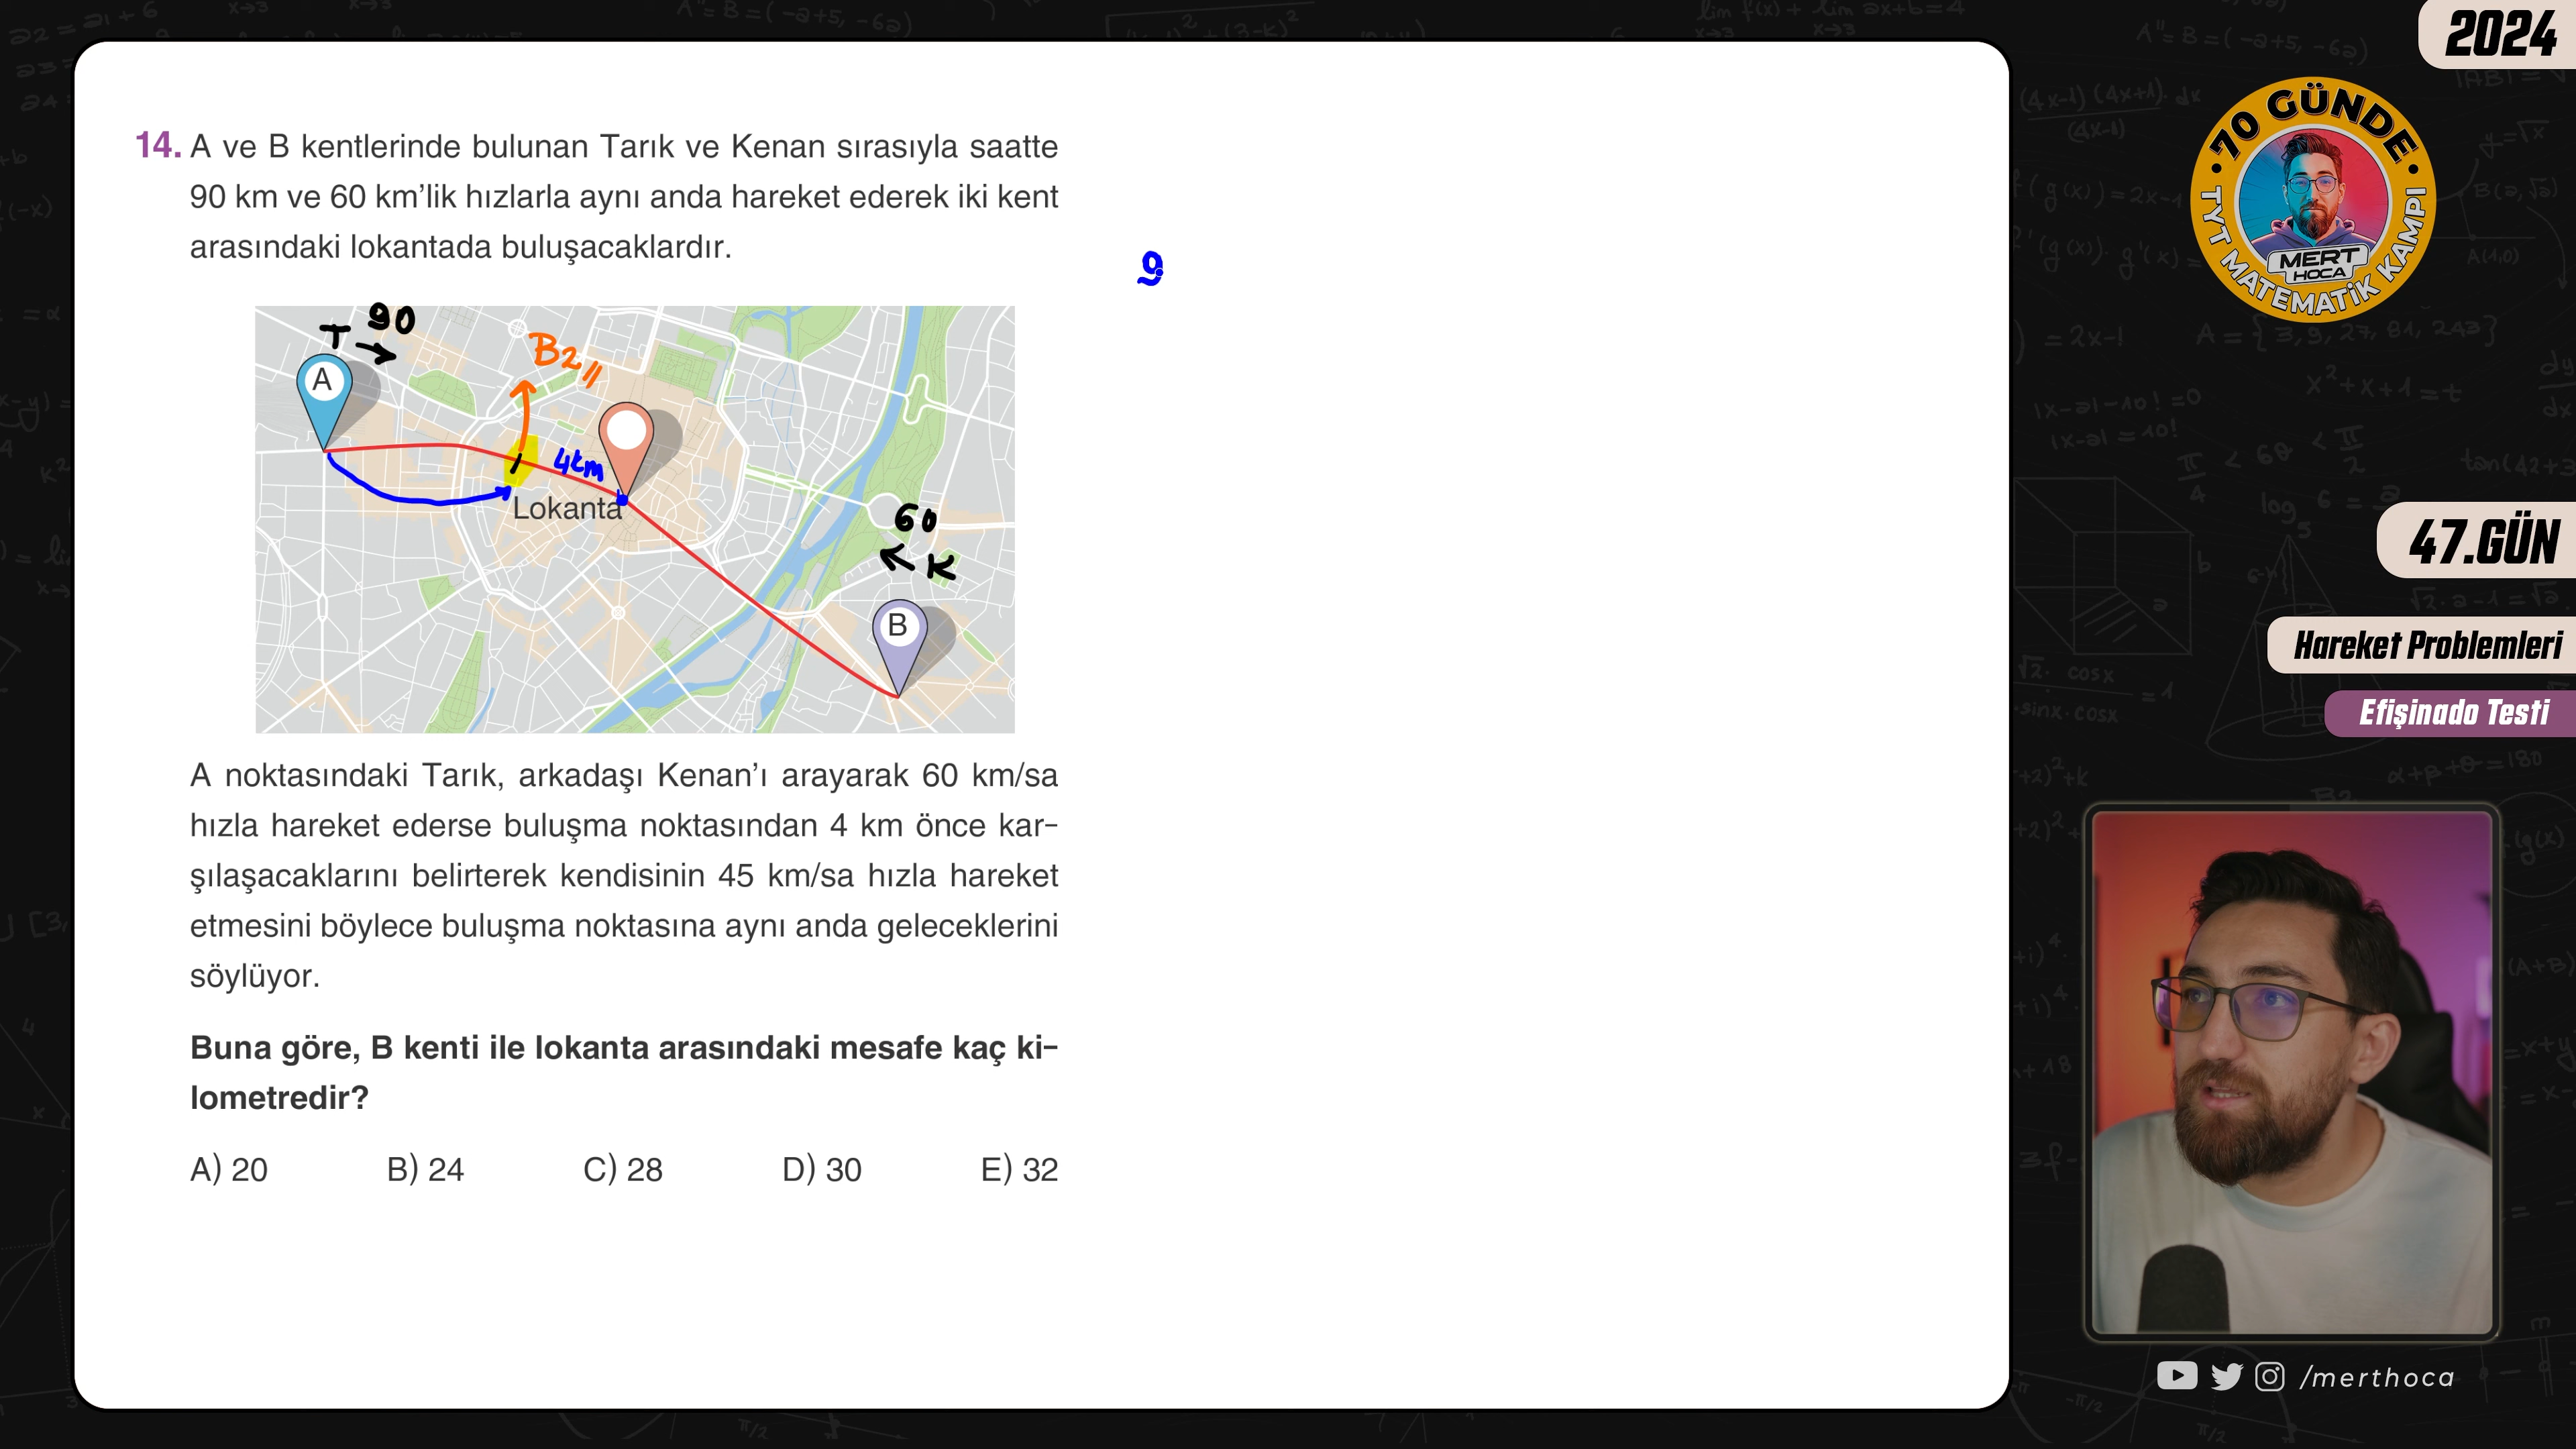 2024
70 GÜNDE
TYT MATEMATİK KAMPI
MERT
HOCA
14. A ve B kentlerinde bulunan Tarık ve Kenan sırasıyla saatte
90 km ve 60 km'lik hızlarla aynı anda hareket ederek iki kent
arasındaki lokantada buluşacaklardır.
9
T 90
A
B2
4km
Lokanta
60
K
B
A noktasındaki Tarık, arkadaşı Kenan'ı arayarak 60 km/sa
hızla hareket ederse buluşma noktasından 4 km önce kar-
şılaşacaklarını belirterek kendisinin 45 km/sa hızla hareket
etmesini böylece buluşma noktasına aynı anda geleceklerini
söylüyor.
Buna göre, B kenti ile lokanta arasındaki mesafe kaç ki-
lometredir?
A) 20 B) 24 C) 28 D) 30 E) 32
47.GÜN
Hareket Problemleri
Efişinado Testi
/merthoca